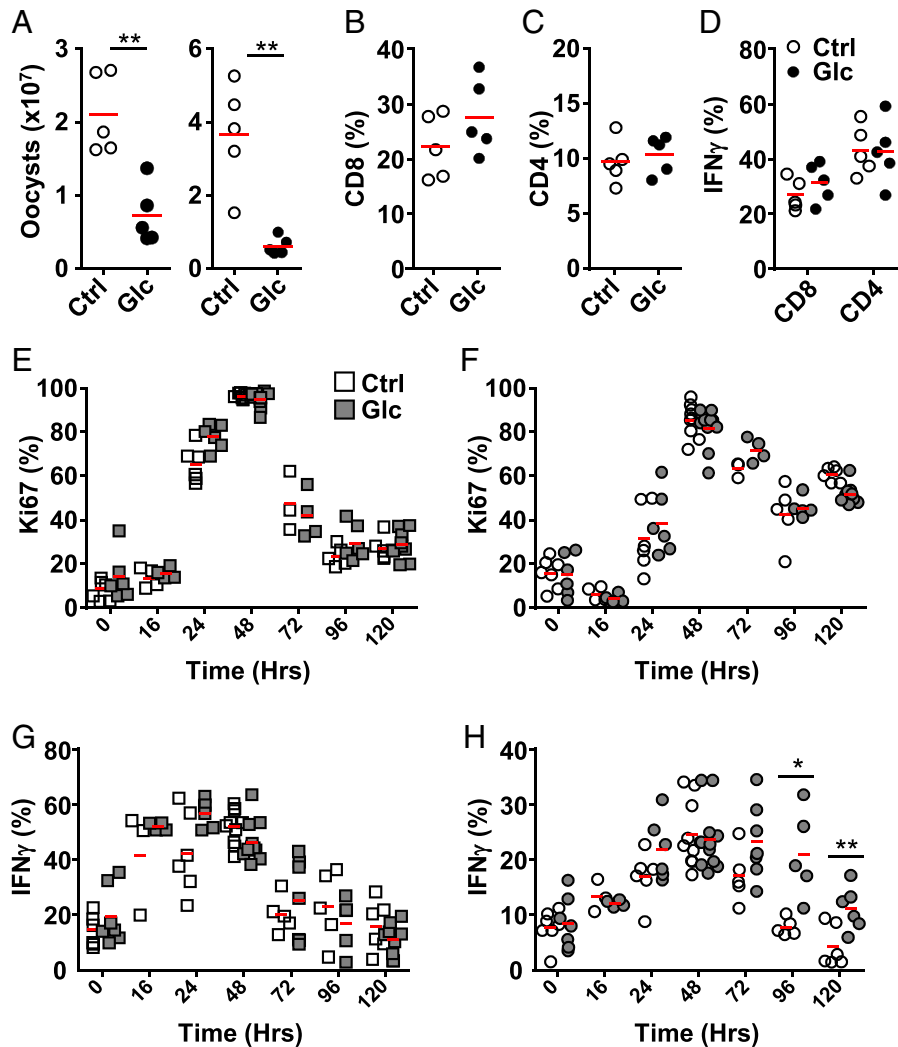 A
B
C
D
** **
Ctrl
Glc
Oocysts (x10⁷)
3
2
1
0
Ctrl Glc
6
4
2
0
Ctrl Glc
CD8 (%)
40
30
20
10
0
Ctrl Glc
CD4 (%)
20
15
10
5
0
Ctrl Glc
IFNγ (%)
80
60
40
20
0
CD8 CD4
E
F
Ctrl
Glc
Ki67 (%)
100
80
60
40
20
0
0 16 24 48 72 96 120
Time (Hrs)
Ki67 (%)
100
80
60
40
20
0
0 16 24 48 72 96 120
Time (Hrs)
G
H
IFNγ (%)
80
60
40
20
0
0 16 24 48 72 96 120
Time (Hrs)
IFNγ (%)
40
30
20
10
0
*
**
0 16 24 48 72 96 120
Time (Hrs)